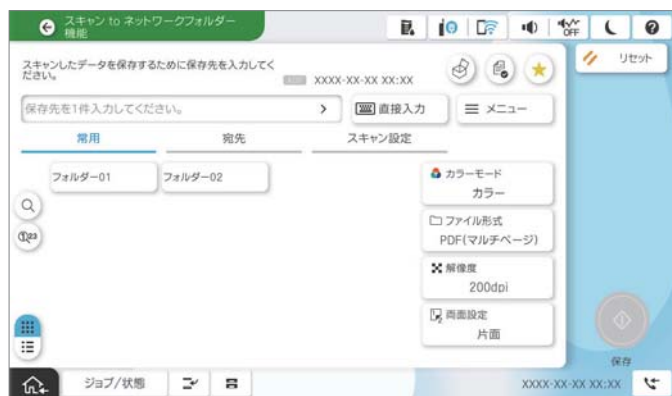 スキャン to ネットワークフォルダー
機能
OFF
リセット
スキャンしたデータを保存するために保存先を入力してく
ださい。
XXXX-XX-XX XX:XX
保存先を1件入力してください。
直接入力
メニュー
常用
宛先
スキャン設定
フォルダー01
フォルダー02
カラーモード
カラー
ファイル形式
PDF(マルチページ)
解像度
200dpi
両面設定
片面
保存
ジョブ/状態
XXXX-XX-XX XX:XX